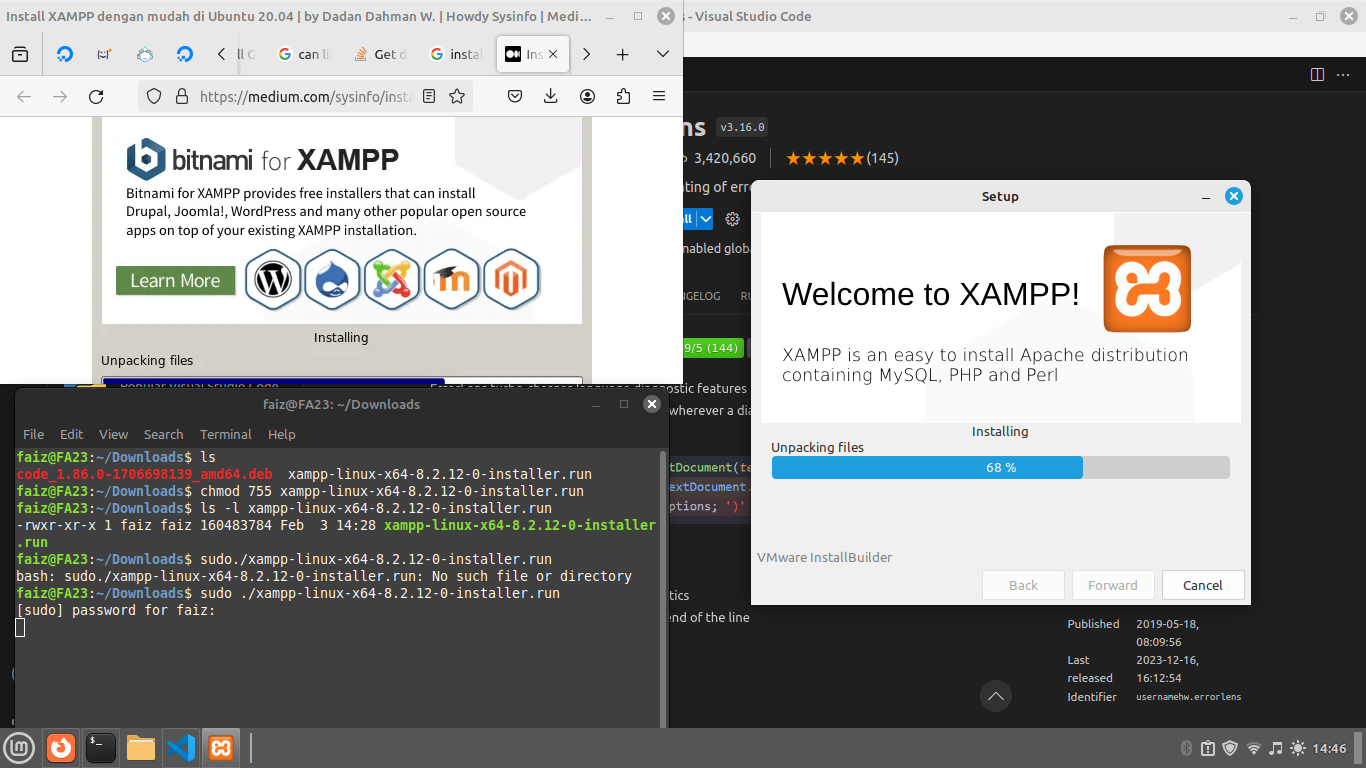 Install XAMPP dengan mudah di Ubuntu 20.04 | by Dadan Dahman W. | Howdy Sysinfo | Medi...
can li
Get d
instal
Ins
https://medium.com/sysinfo/insta
bitnami for XAMPP
Bitnami for XAMPP provides free installers that can install
Drupal, Joomla!, WordPress and many other popular open source
apps on top of your existing XAMPP installation.
Learn More
Installing
Unpacking files
faiz@FA23: ~/Downloads
File Edit View Search Terminal Help
faiz@FA23:~/Downloads$ ls
code_1.86.0-1706698139_amd64.deb  xampp-linux-x64-8.2.12-0-installer.run
faiz@FA23:~/Downloads$ chmod 755 xampp-linux-x64-8.2.12-0-installer.run
faiz@FA23:~/Downloads$ ls -l xampp-linux-x64-8.2.12-0-installer.run
-rwxr-xr-x 1 faiz faiz 160483784 Feb  3 14:28 xampp-linux-x64-8.2.12-0-installer
.run
faiz@FA23:~/Downloads$ sudo./xampp-linux-x64-8.2.12-0-installer.run
bash: sudo./xampp-linux-x64-8.2.12-0-installer.run: No such file or directory
faiz@FA23:~/Downloads$ sudo ./xampp-linux-x64-8.2.12-0-installer.run
[sudo] password for faiz:
s - Visual Studio Code
ns v3.16.0
3,420,660 (145)
ting of erro
all
nabled globa
NGELOG RU
9/5 (144)
diagnostic features
wherever a dia
tDocument(te
extDocument.
ptions; ')'
tics
end of the line
Setup
Welcome to XAMPP!
XAMPP is an easy to install Apache distribution
containing MySQL, PHP and Perl
Installing
Unpacking files
68 %
VMware InstallBuilder
Back Forward Cancel
Published 2019-05-18,
08:09:56
Last 2023-12-16,
released 16:12:54
Identifier usernamehw.errorlens
14:46